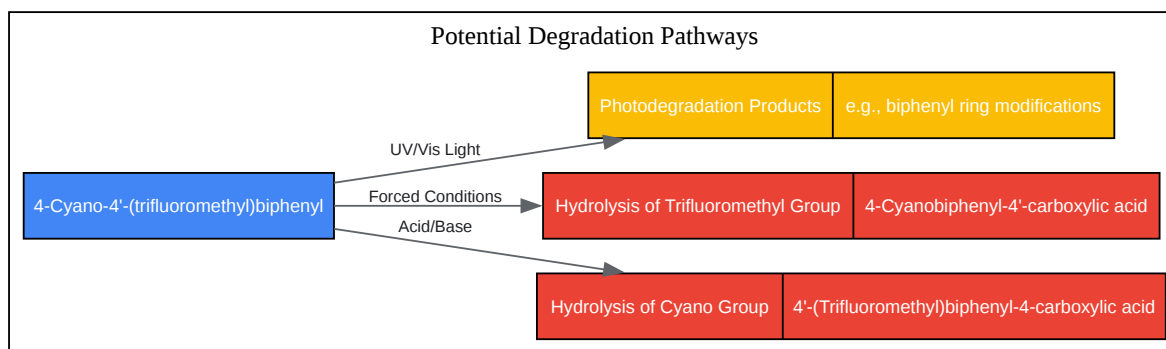 Potential Degradation Pathways
Photodegradation Products
e.g., biphenyl ring modifications
UV/Vis Light
4-Cyano-4'-(trifluoromethyl)biphenyl
Forced Conditions
Hydrolysis of Trifluoromethyl Group
4-Cyanobiphenyl-4'-carboxylic acid
Acid/Base
Hydrolysis of Cyano Group
4'-(Trifluoromethyl)biphenyl-4-carboxylic acid